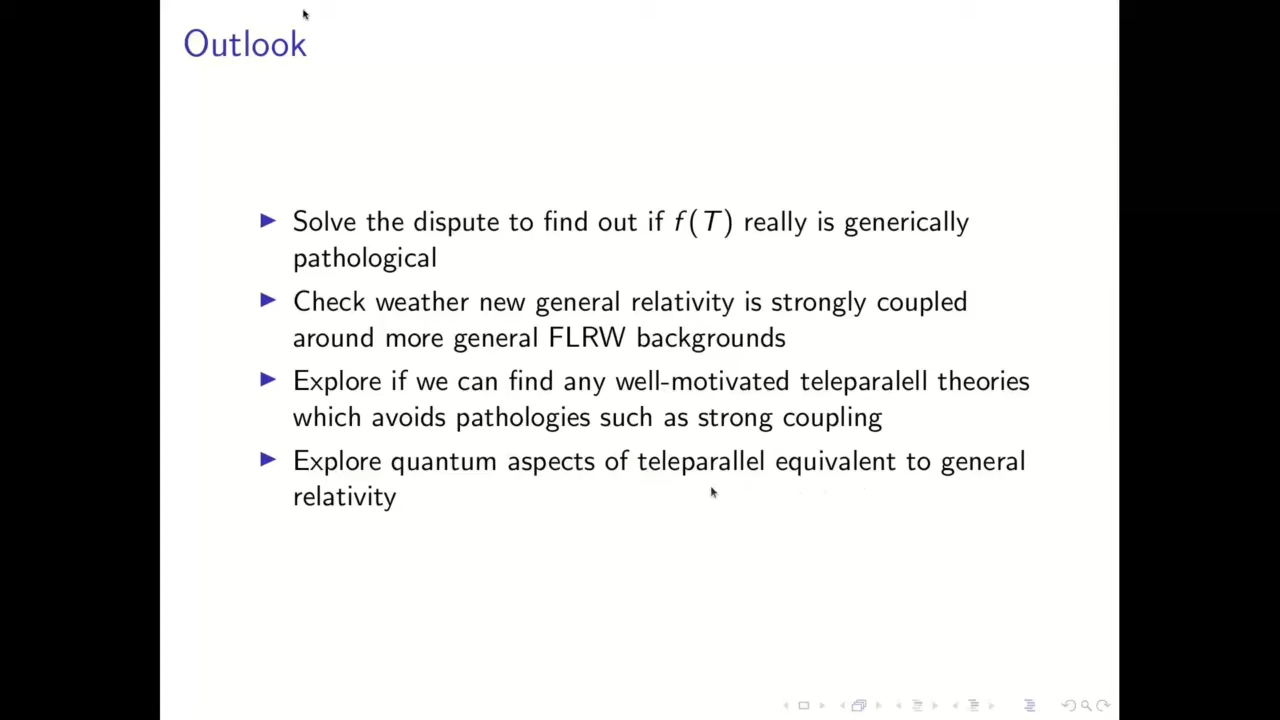 Outlook
Solve the dispute to find out if f(T) really is generically
pathological
Check weather new general relativity is strongly coupled
around more general FLRW backgrounds
Explore if we can find any well-motivated teleparalell theories
which avoids pathologies such as strong coupling
Explore quantum aspects of teleparallel equivalent to general
relativity